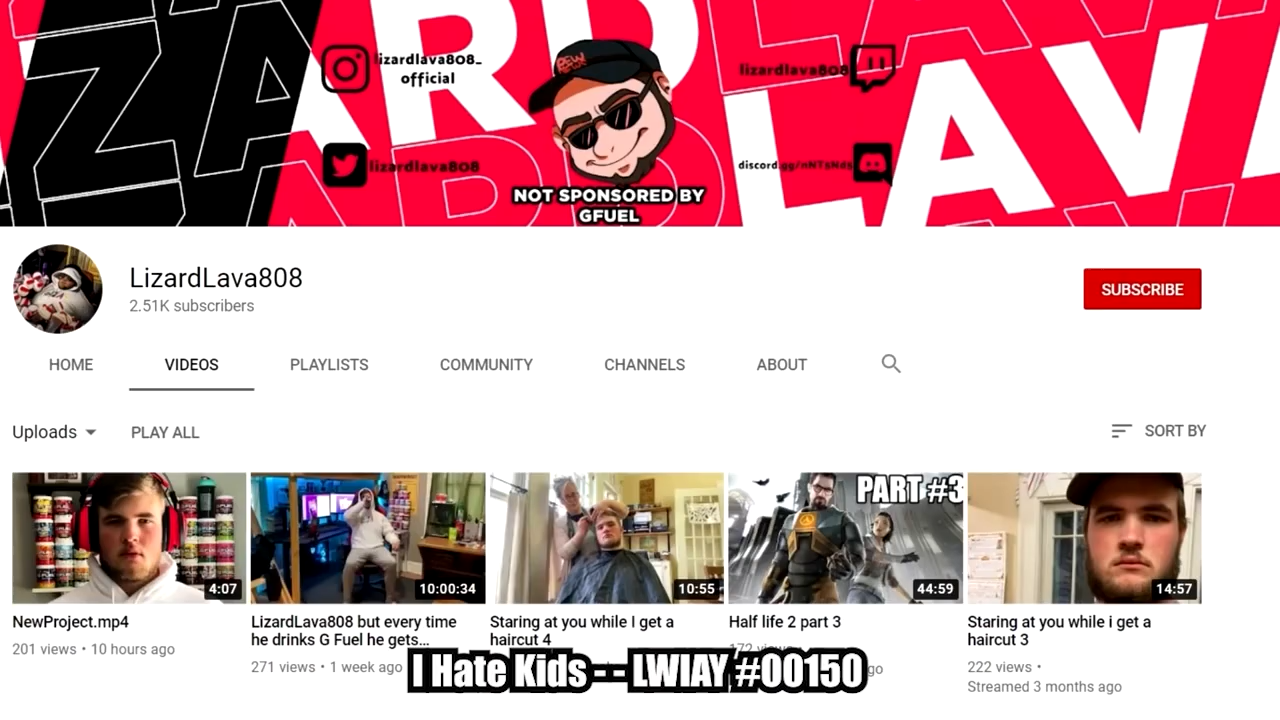 ZARD LAVA
lizardlava808_
official
lizardlava808
lizardlava808
NOT SPONSORED BY
GFUEL
LizardLava808
2.51K subscribers
SUBSCRIBE
HOME VIDEOS PLAYLISTS COMMUNITY CHANNELS ABOUT
Uploads PLAY ALL SORT BY
PART #3
4:07 10:00:34 10:55 44:59 14:57
NewProject.mp4
201 views • 10 hours ago
LizardLava808 but every time
he drinks G Fuel he gets...
271 views • 1 week ago
Staring at you while I get a
haircut 4
Half life 2 part 3
172 views
Staring at you while i get a
haircut 3
222 views •
Streamed 3 months ago
I Hate Kids -- LWIAY #00150